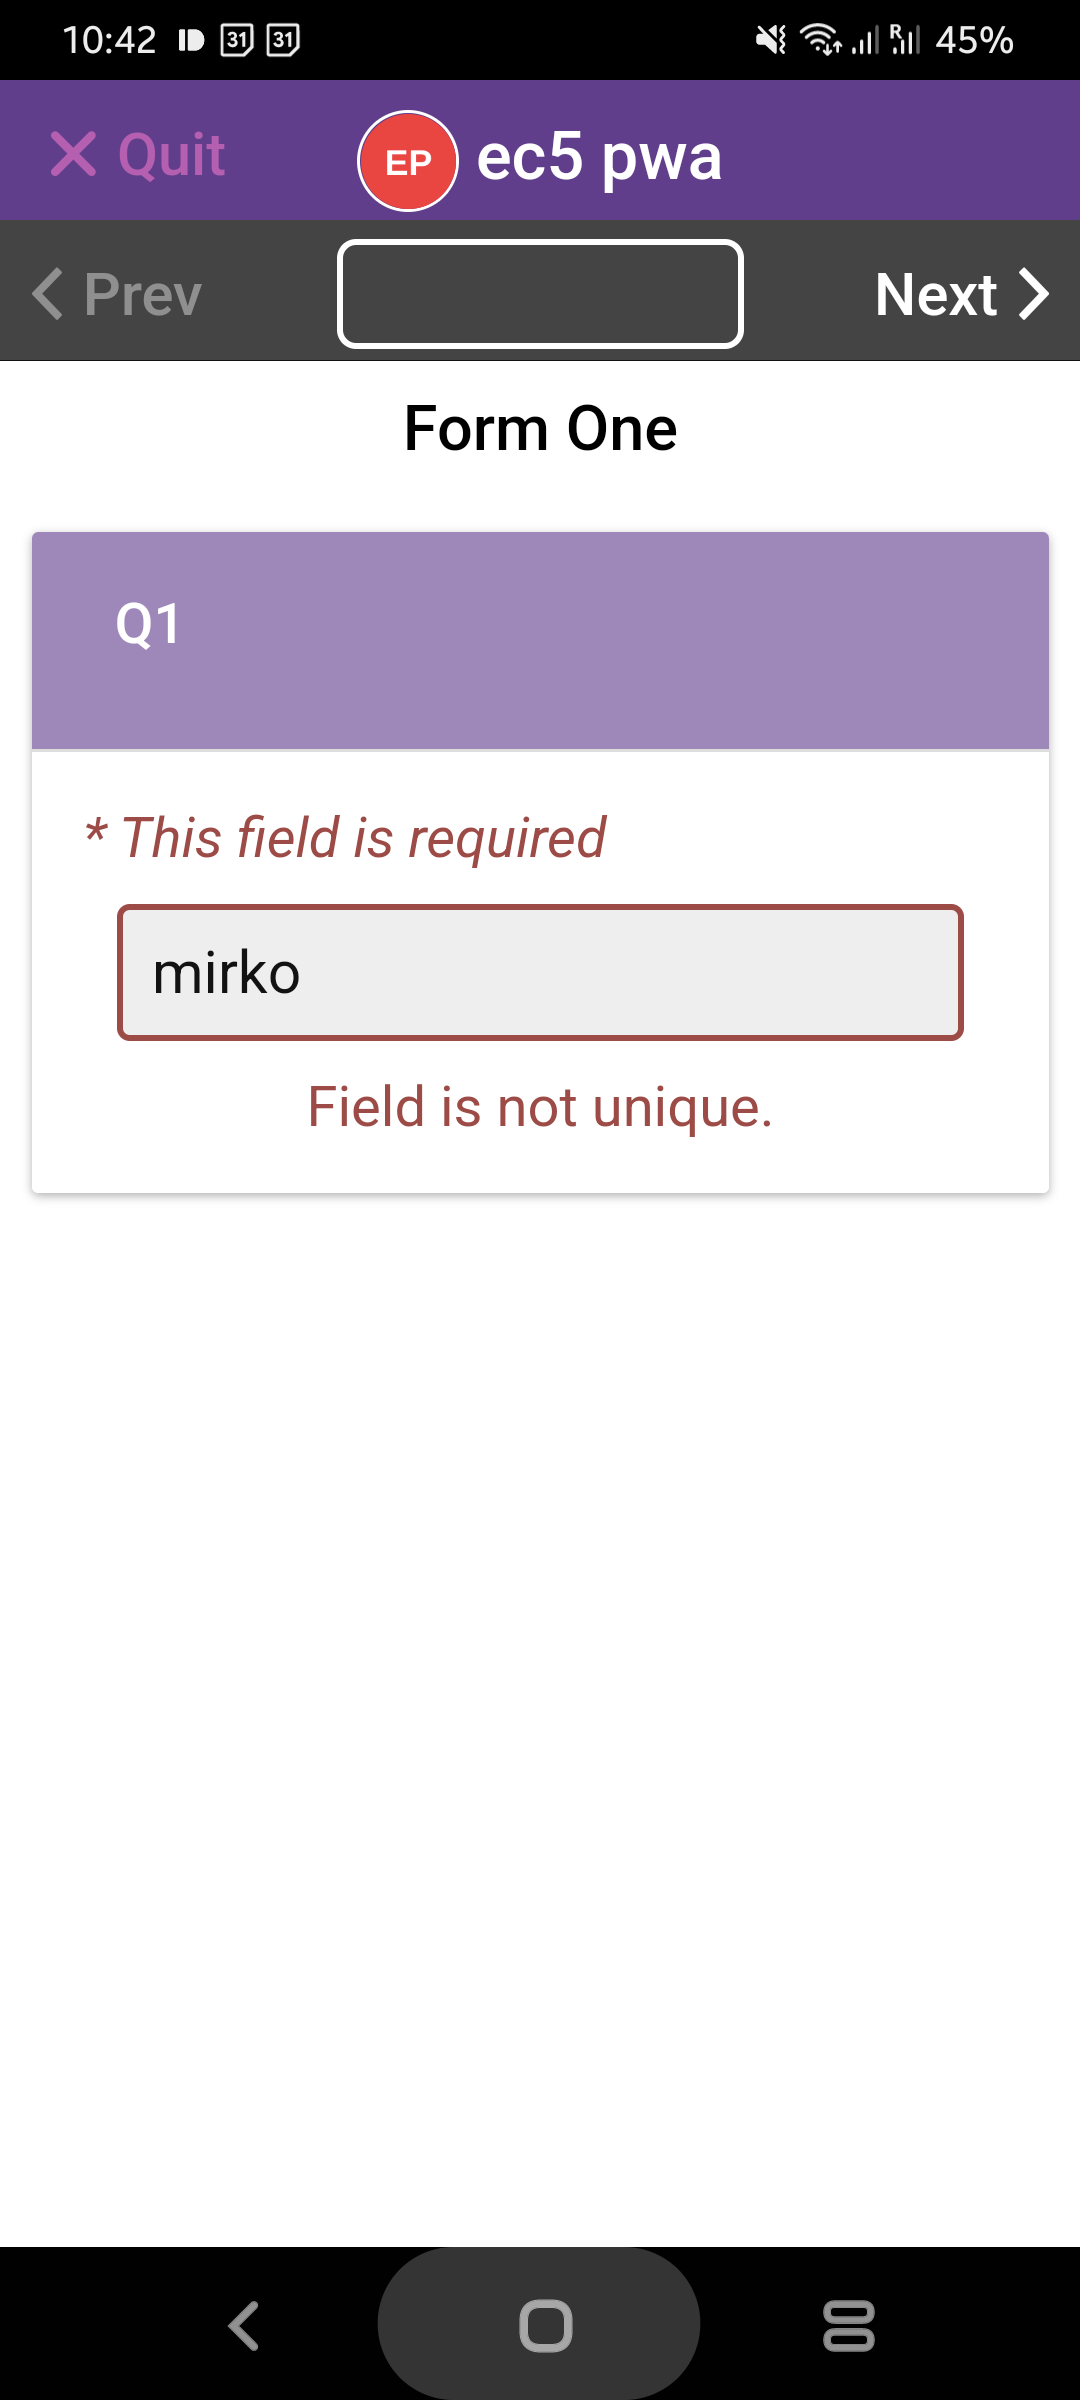 10:42 31 31 R 45%
Quit EP ec5 pwa
Prev Next
Form One
Q1
* This field is required
mirko
Field is not unique.